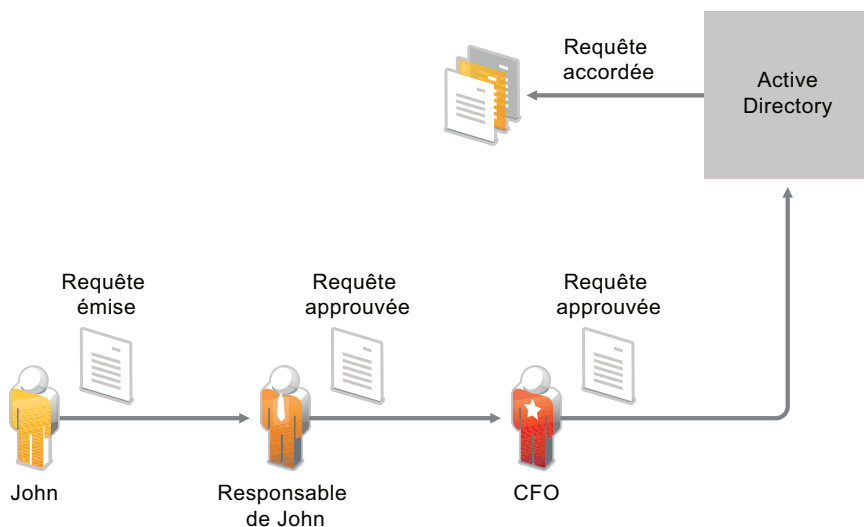 Requête
accordée
Active
Directory
Requête
émise
Requête
approuvée
Requête
approuvée
John
Responsable
de John
CFO